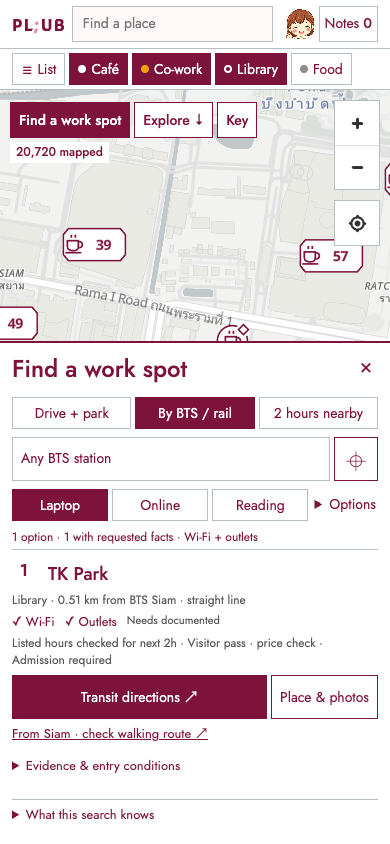 PL;UB
Find a place
Notes 0
List
Café
Co-work
Library
Food
Find a work spot
Explore ↓
Key
20,720 mapped
+
−
39
57
SIAM
สยาม
Rama I Road ถนนพระรามที่ 1
RATC
49
Find a work spot
×
Drive + park
By BTS / rail
2 hours nearby
Any BTS station
Laptop
Online
Reading
▶ Options
1 option · 1 with requested facts · Wi-Fi + outlets
1 TK Park
Library · 0.51 km from BTS Siam · straight line
✓ Wi-Fi ✓ Outlets Needs documented
Listed hours checked for next 2h · Visitor pass · price check ·
Admission required
Transit directions ↗
Place & photos
From Siam · check walking route ↗
▶ Evidence & entry conditions
▶ What this search knows